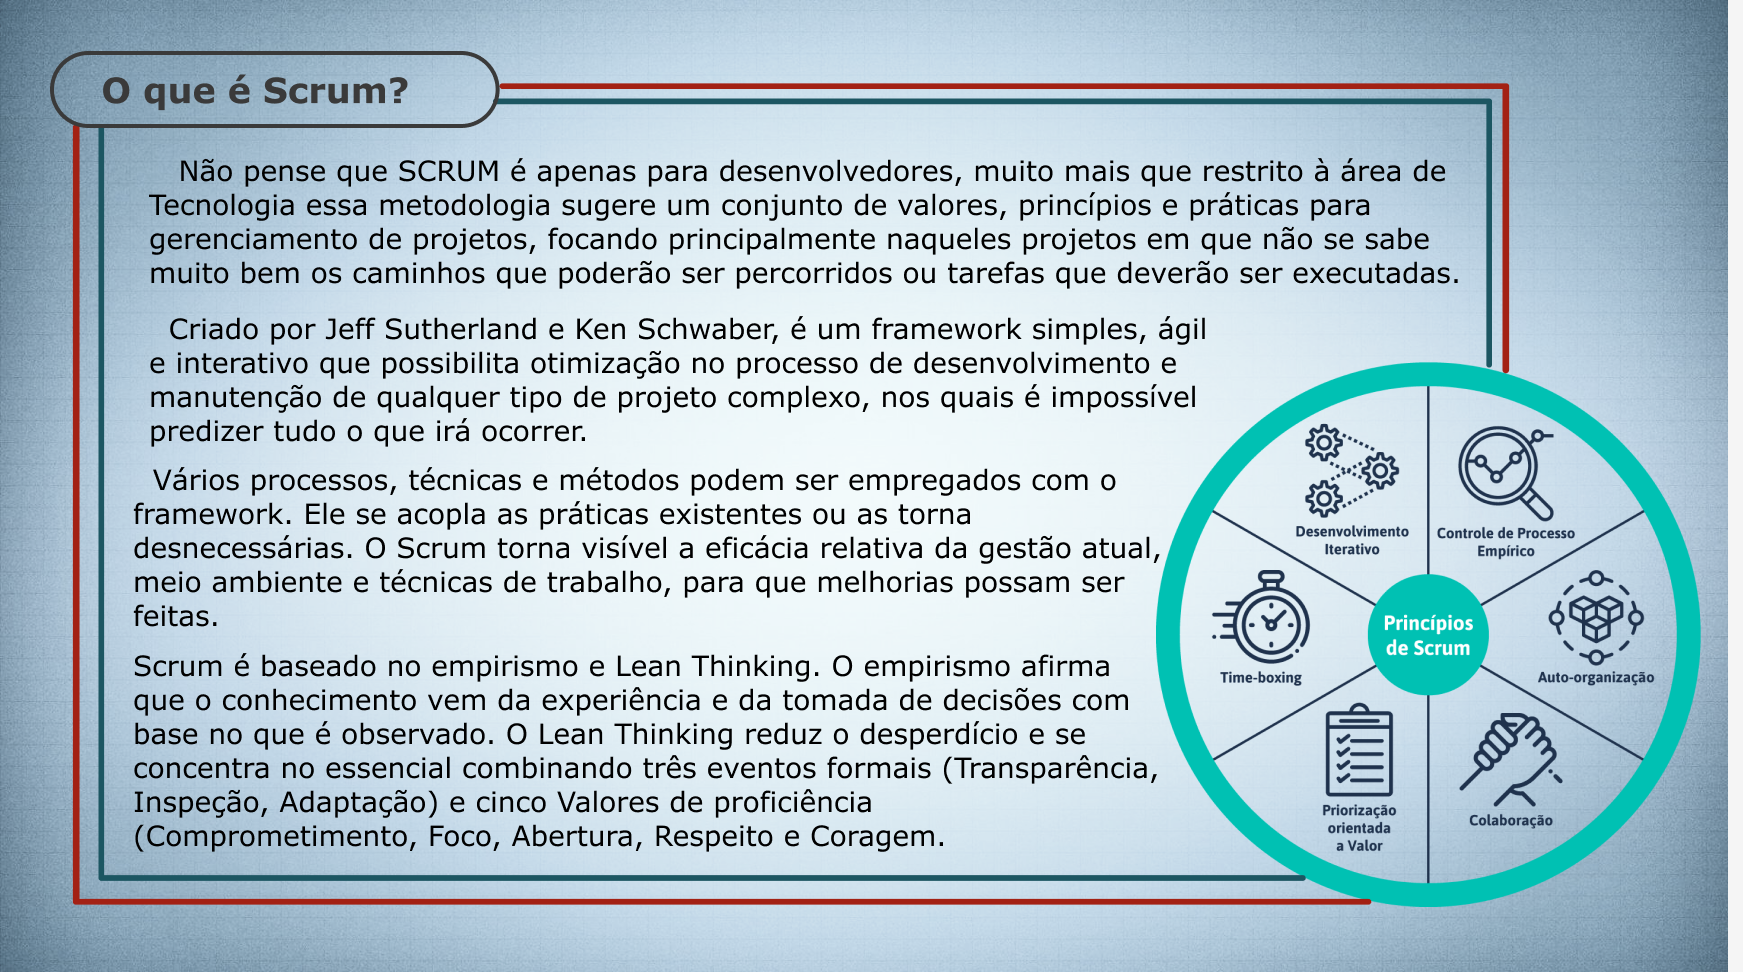 O que é Scrum?
Não pense que SCRUM é apenas para desenvolvedores, muito mais que restrito à área de
Tecnologia essa metodologia sugere um conjunto de valores, princípios e práticas para
gerenciamento de projetos, focando principalmente naqueles projetos em que não se sabe
muito bem os caminhos que poderão ser percorridos ou tarefas que deverão ser executadas.
Criado por Jeff Sutherland e Ken Schwaber, é um framework simples, ágil
e interativo que possibilita otimização no processo de desenvolvimento e
manutenção de qualquer tipo de projeto complexo, nos quais é impossível
predizer tudo o que irá ocorrer.
Vários processos, técnicas e métodos podem ser empregados com o
framework. Ele se acopla as práticas existentes ou as torna
desnecessárias. O Scrum torna visível a eficácia relativa da gestão atual,
meio ambiente e técnicas de trabalho, para que melhorias possam ser
feitas.
Scrum é baseado no empirismo e Lean Thinking. O empirismo afirma
que o conhecimento vem da experiência e da tomada de decisões com
base no que é observado. O Lean Thinking reduz o desperdício e se
concentra no essencial combinando três eventos formais (Transparência,
Inspeção, Adaptação) e cinco Valores de proficiência
(Comprometimento, Foco, Abertura, Respeito e Coragem.
Desenvolvimento
Iterativo
Controle de Processo
Empírico
Time-boxing
Princípios
de Scrum
Auto-organização
Priorização
orientada
a Valor
Colaboração